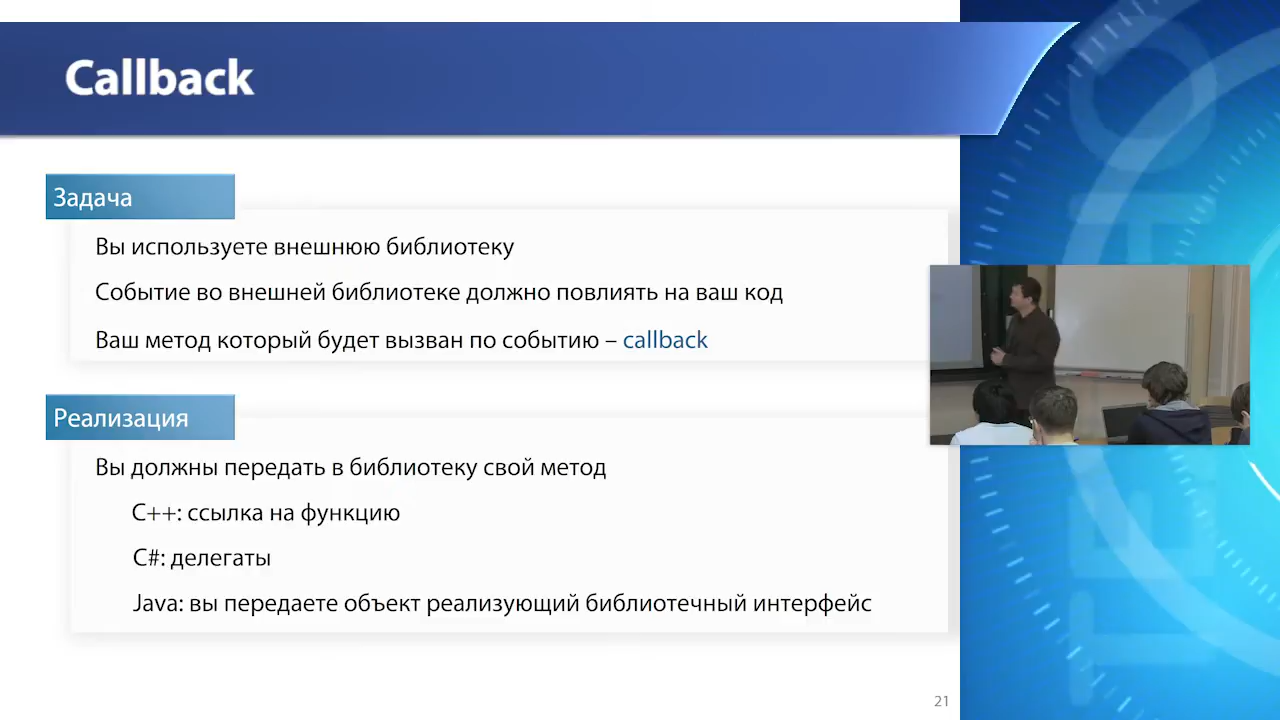 Callback
Задача
Вы используете внешнюю библиотеку
Событие во внешней библиотеке должно повлиять на ваш код
Ваш метод который будет вызван по событию – callback
Реализация
Вы должны передать в библиотеку свой метод
C++: ссылка на функцию
C#: делегаты
Java: вы передаете объект реализующий библиотечный интерфейс
21